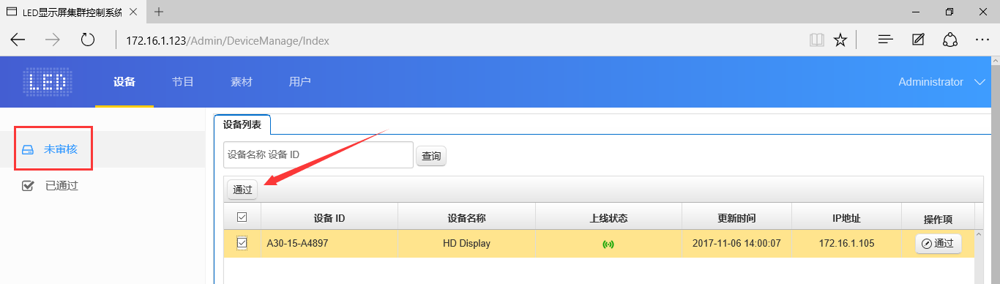 LED显示屏集群控制系统
172.16.1.123/Admin/DeviceManage/Index
LED 设备 节目 素材 用户 Administrator
未审核
已通过
设备列表
设备名称 设备 ID 查询
通过
设备 ID 设备名称 上线状态 更新时间 IP地址 操作项
A30-15-A4897 HD Display 2017-11-06 14:00:07 172.16.1.105 通过